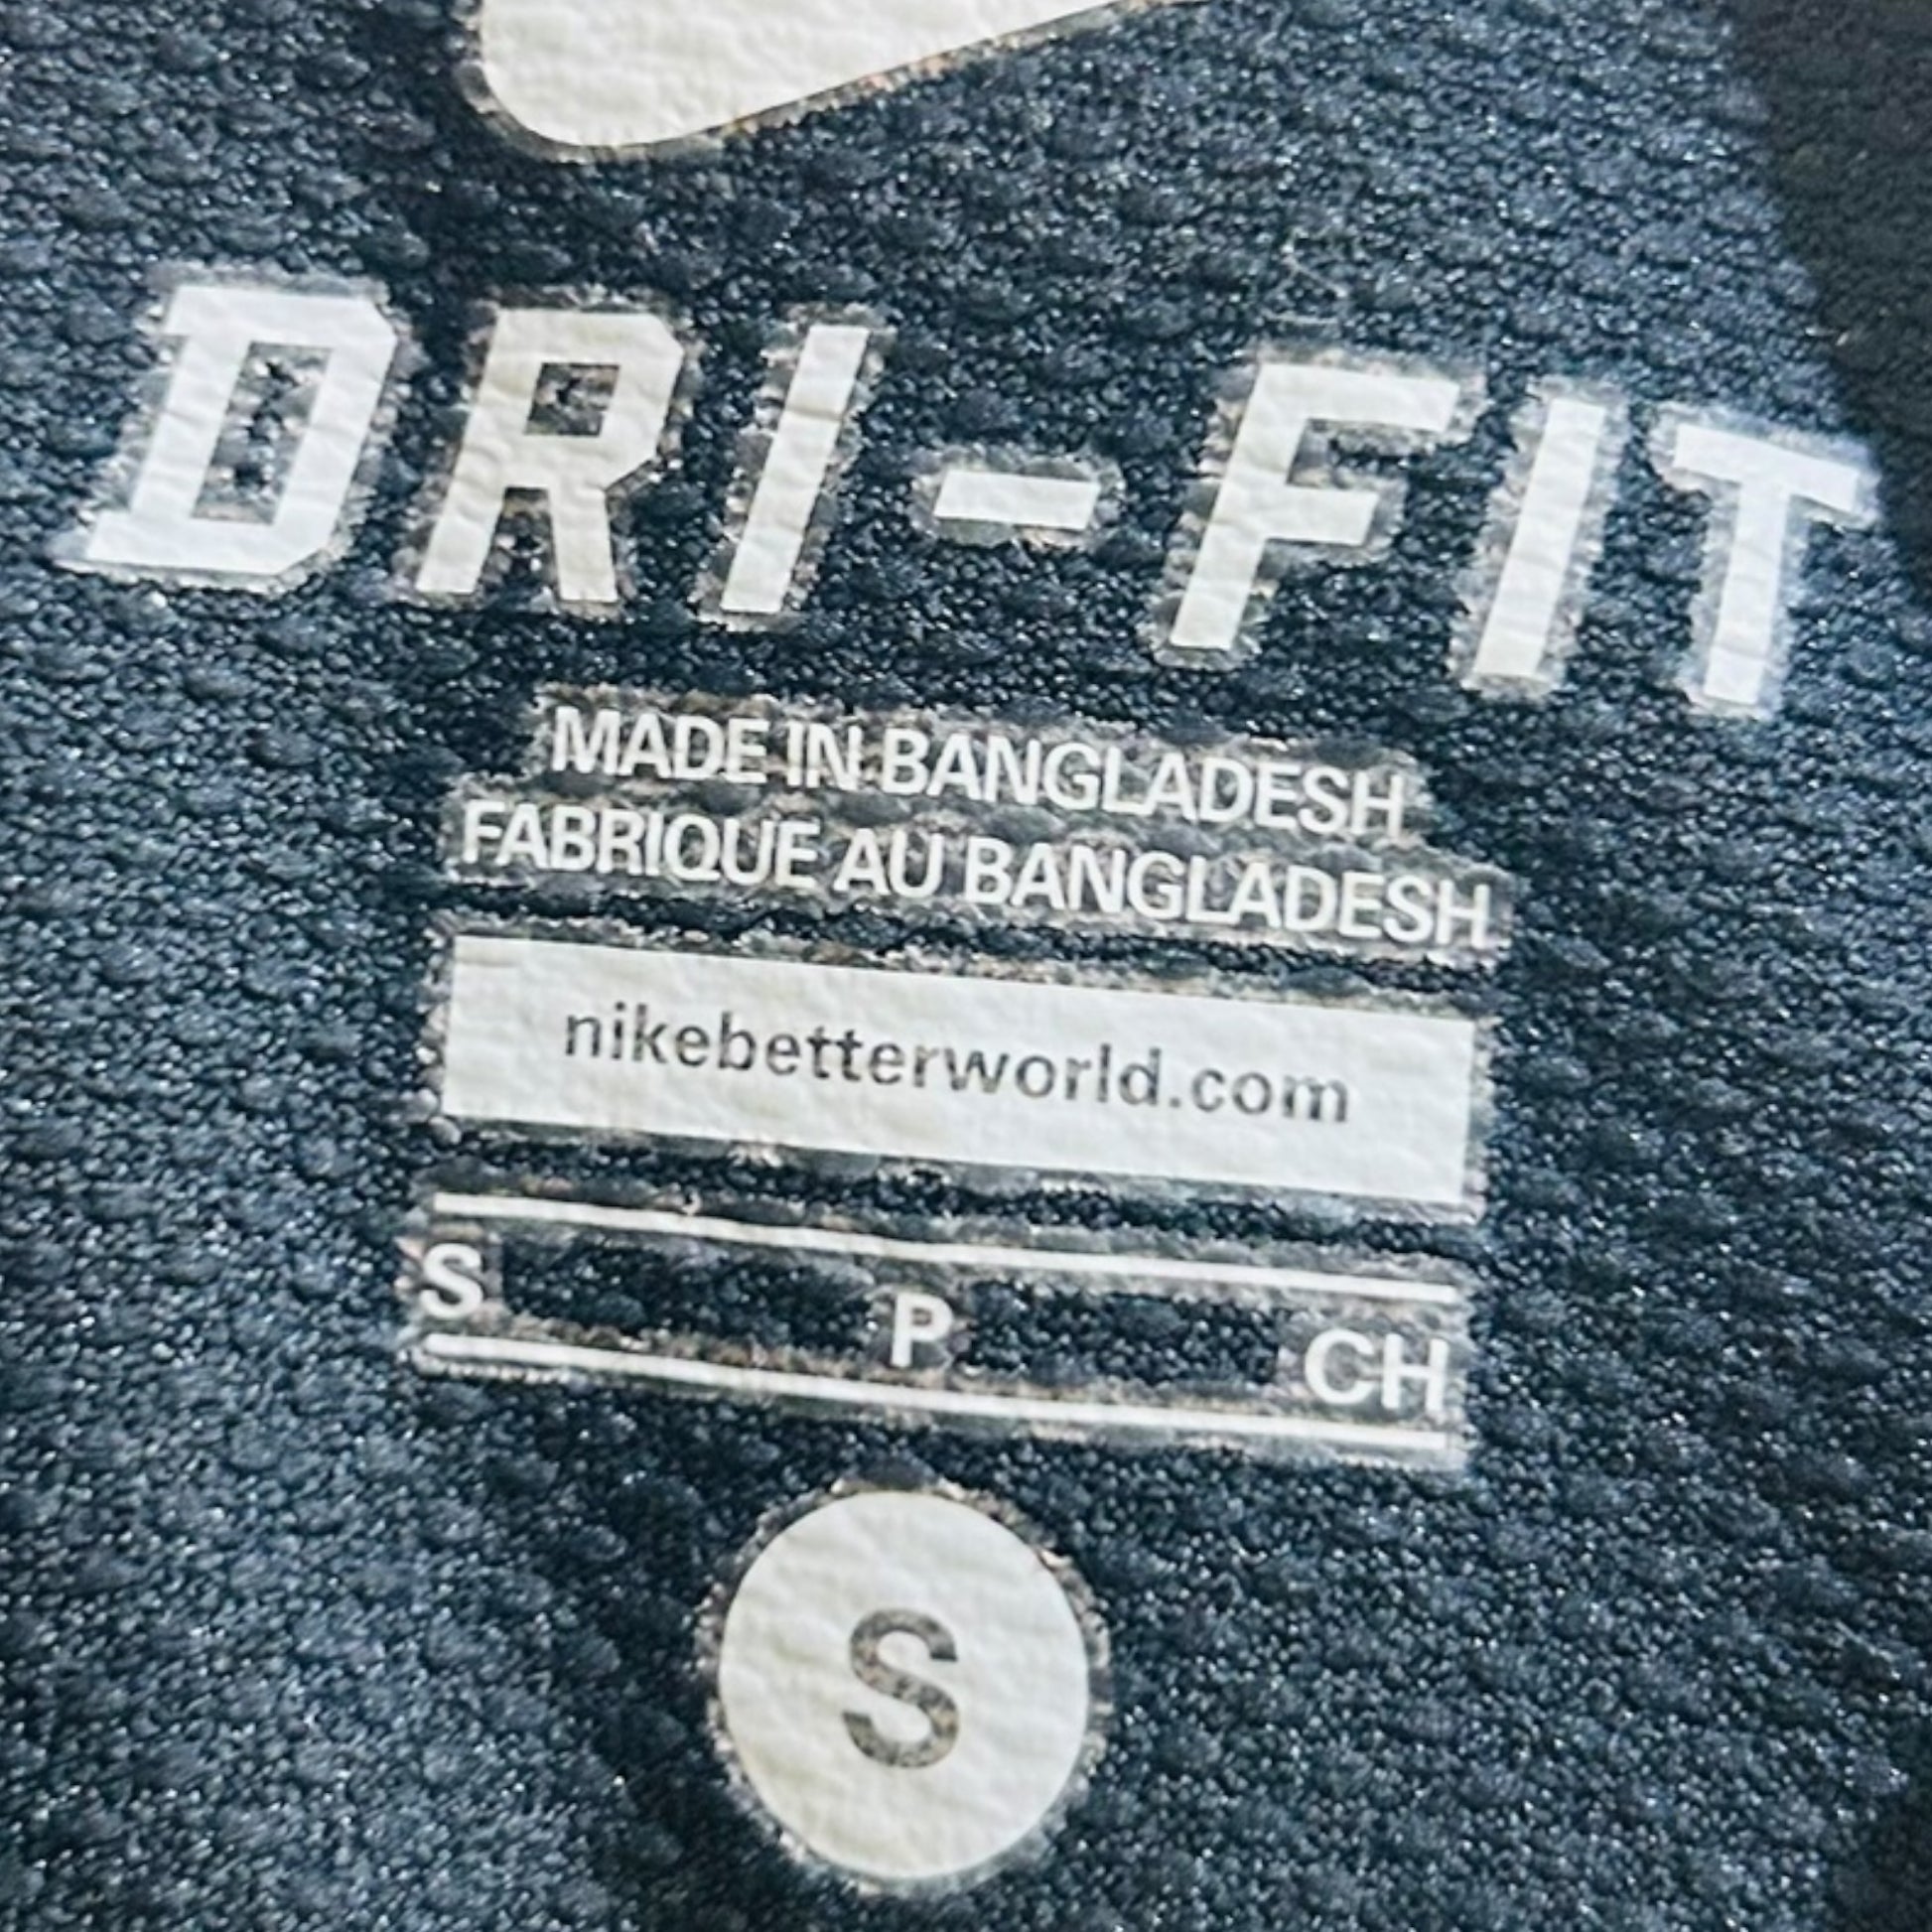 DRI-FIT
MADE IN BANGLADESH
FABRIQUE AU BANGLADESH
nikebetterworld.com
S P CH
S